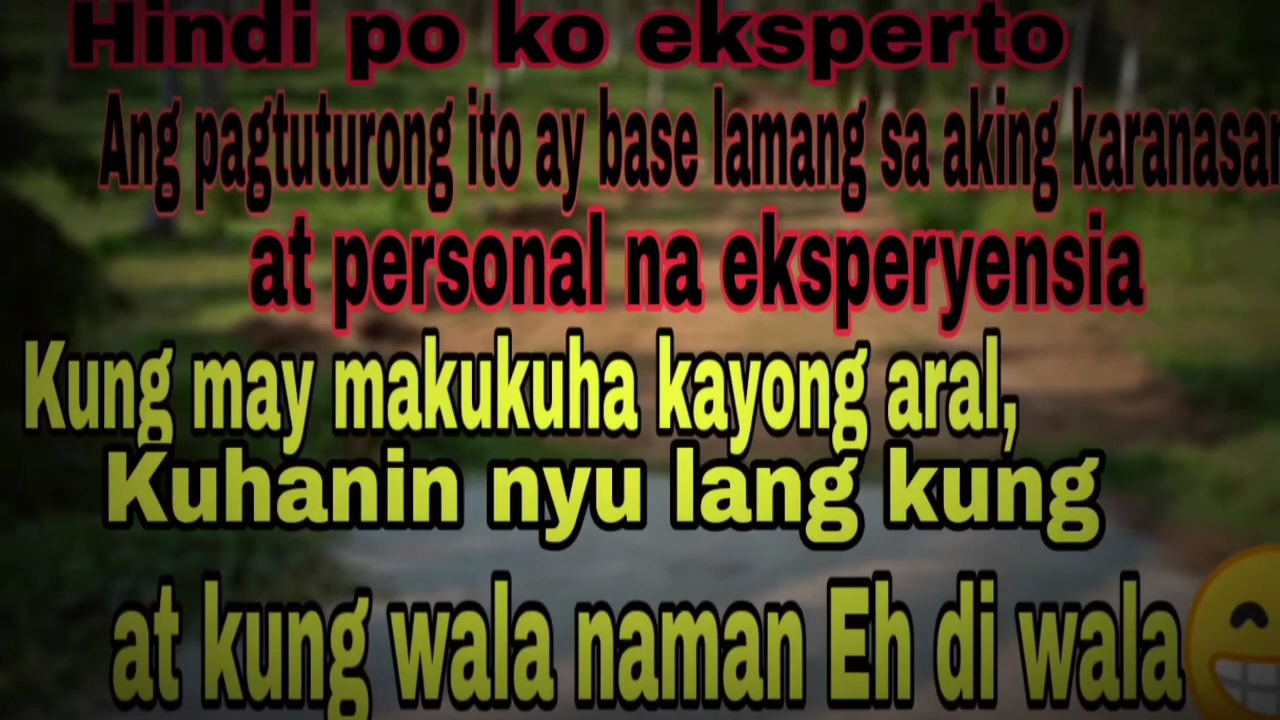 Hindi po ko eksperto
Ang pagtuturong ito ay base lamang sa aking karanasan
at personal na eksperyensia
Kung may makukuha kayong aral,
Kuhanin nyu lang kung
at kung wala naman Eh di wala